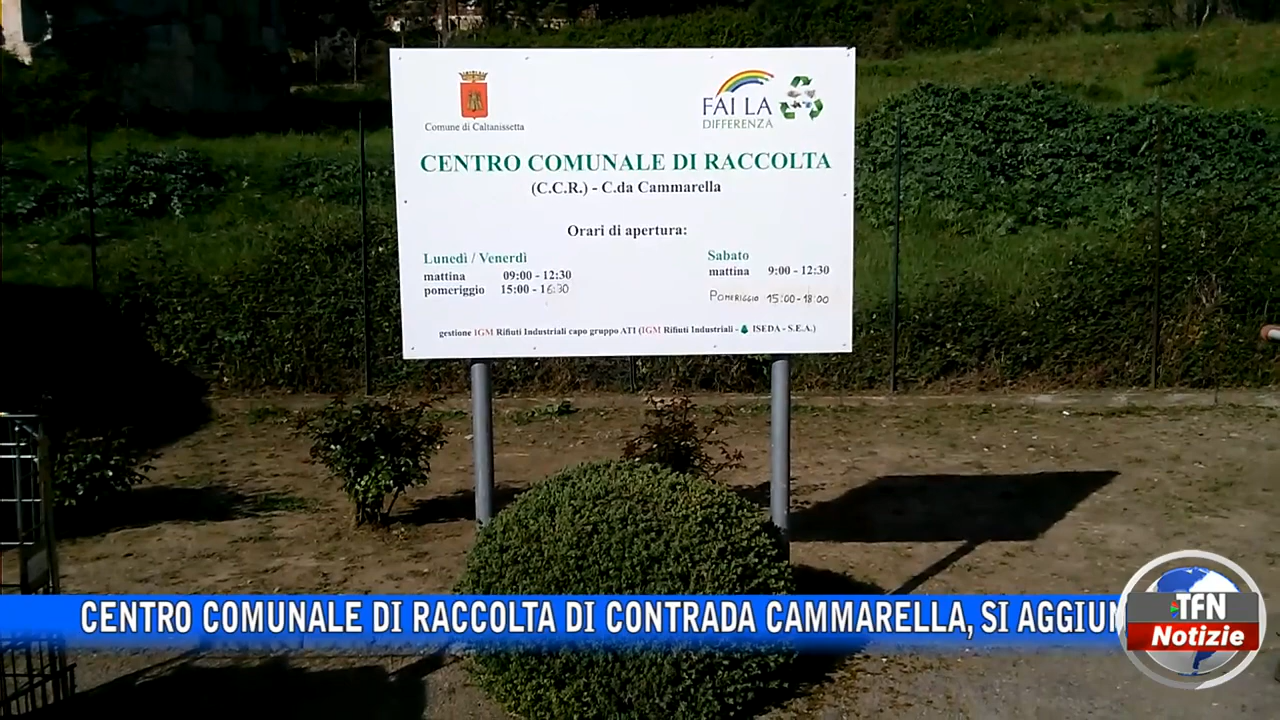 Comune di Caltanissetta
FAI LA
DIFFERENZA
CENTRO COMUNALE DI RACCOLTA
(C.C.R.) - C.da Cammarella
Orari di apertura:
Lunedì / Venerdì
mattina 09:00 - 12:30
pomeriggio 15:00 - 16:30
Sabato
mattina 9:00 - 12:30
POMERIGGIO 15:00-18:00
gestione IGM Rifiuti Industriali capo gruppo ATI (IGM Rifiuti Industriali - ISEDA - S.E.A.)
CENTRO COMUNALE DI RACCOLTA DI CONTRADA CAMMARELLA, SI AGGIUN
TFN
Notizie